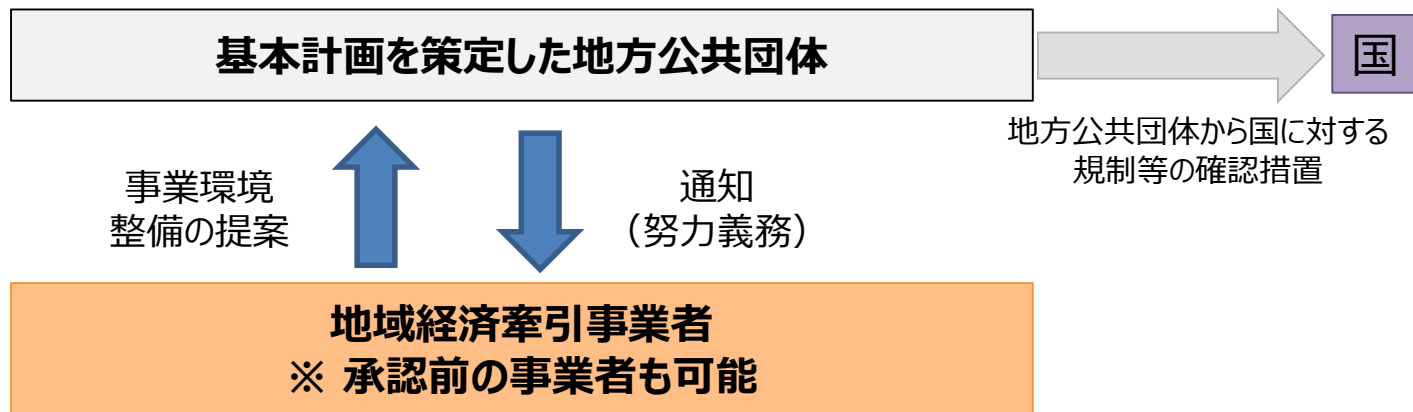 基本計画を策定した地方公共団体
国
地方公共団体から国に対する
規制等の確認措置
事業環境
整備の提案
通知
（努力義務）
地域経済牽引事業者
※ 承認前の事業者も可能